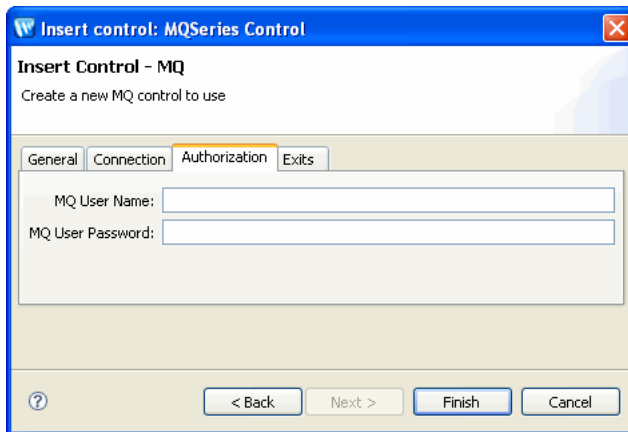 Insert control: MQSeries Control
Insert Control - MQ
Create a new MQ control to use
General Connection Authorization Exits
MQ User Name:
MQ User Password:
? < Back Next > Finish Cancel